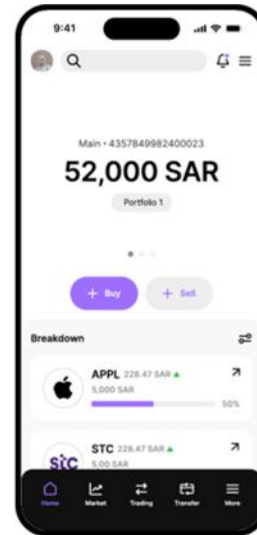 9:41
Main • 4357849982400023
52,000 SAR
Portfolio 1
+ Buy
+ Sell
Breakdown
APPL 228.47 SAR
5,000 SAR
50%
STC 228.47 SAR
stc
5.00 SAR
Home Market Trading Transfer More